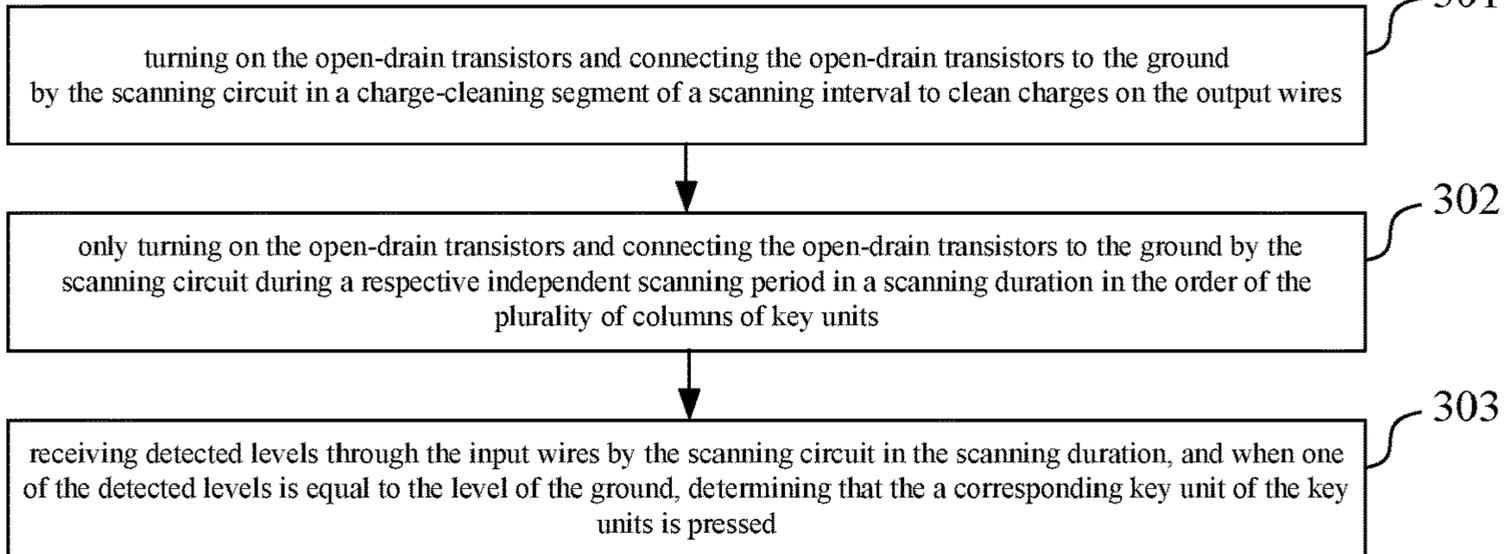 301
turning on the open-drain transistors and connecting the open-drain transistors to the ground
by the scanning circuit in a charge-cleaning segment of a scanning interval to clean charges on the output wires
302
only turning on the open-drain transistors and connecting the open-drain transistors to the ground by the
scanning circuit during a respective independent scanning period in a scanning duration in the order of the
plurality of columns of key units
303
receiving detected levels through the input wires by the scanning circuit in the scanning duration, and when one
of the detected levels is equal to the level of the ground, determining that the a corresponding key unit of the key
units is pressed